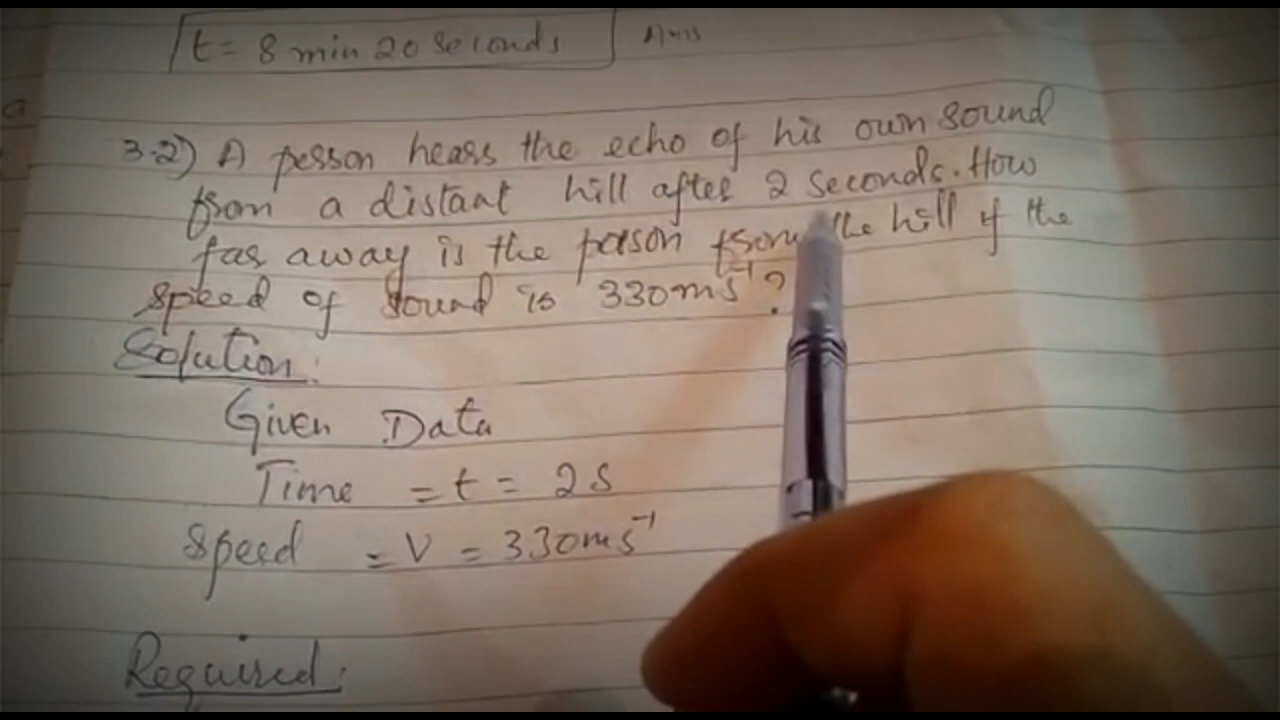 t = 8 min 20 seconds Ans
3.2) A person hears the echo of his own sound
from a distant hill after 2 seconds. How
far away is the person from the hill if the
speed of sound is 330ms⁻¹?
Solution:
Given Data
Time = t = 2s
Speed = V = 330ms⁻¹
Required: